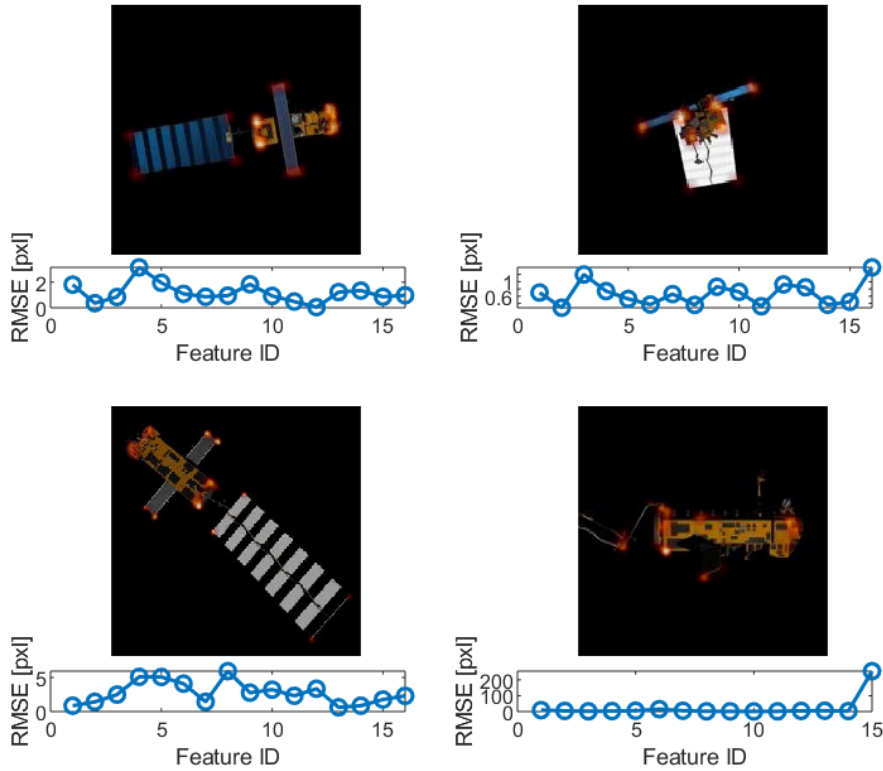 RMSE [pxl]
2
0
0 5 10 15
Feature ID
RMSE [pxl]
1
0.6
0 5 10 15
Feature ID
RMSE [pxl]
5
0
0 5 10 15
Feature ID
RMSE [pxl]
200
100
0
0 5 10 15
Feature ID